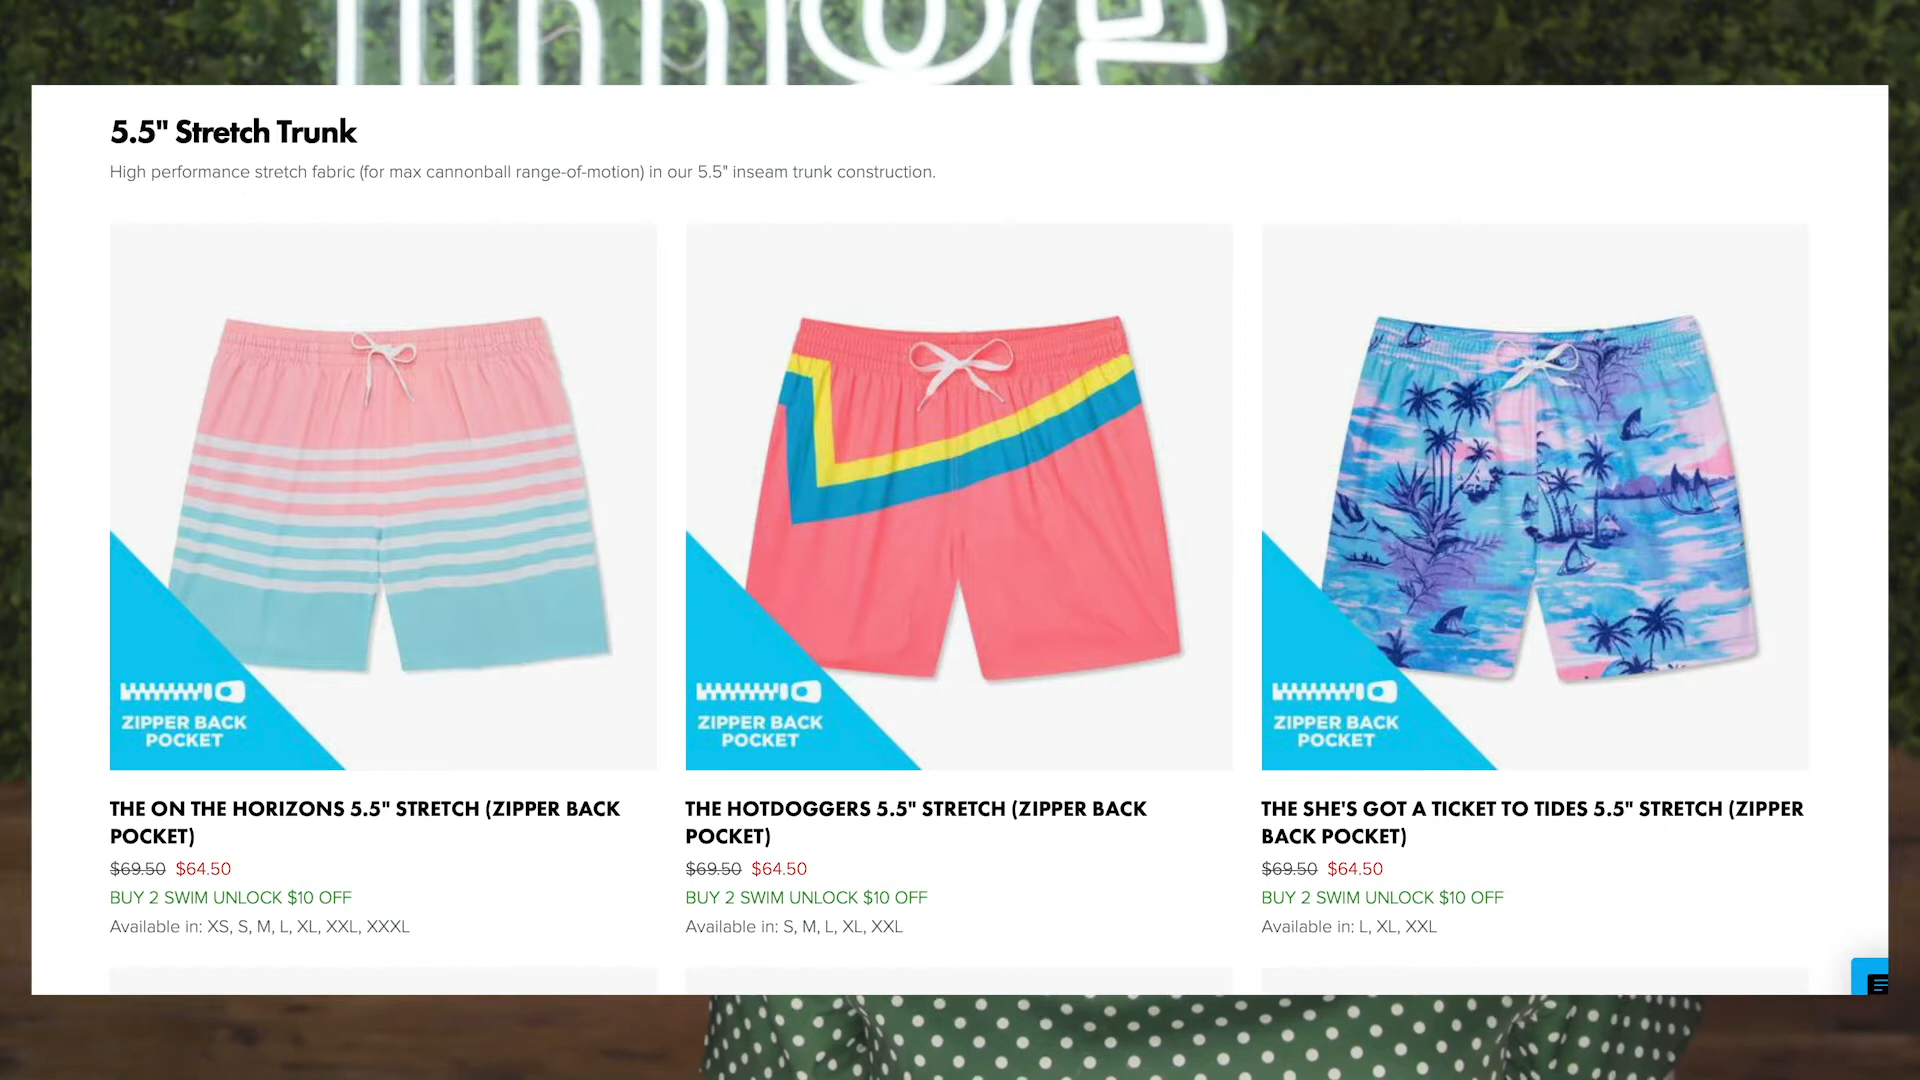 5.5" Stretch Trunk
High performance stretch fabric (for max cannonball range-of-motion) in our 5.5" inseam trunk construction.
ZIPPER BACK
POCKET
ZIPPER BACK
POCKET
ZIPPER BACK
POCKET
THE ON THE HORIZONS 5.5" STRETCH (ZIPPER BACK
POCKET)
$69.50 $64.50
BUY 2 SWIM UNLOCK $10 OFF
Available in: XS, S, M, L, XL, XXL, XXXL
THE HOTDOGGERS 5.5" STRETCH (ZIPPER BACK
POCKET)
$69.50 $64.50
BUY 2 SWIM UNLOCK $10 OFF
Available in: S, M, L, XL, XXL
THE SHE'S GOT A TICKET TO TIDES 5.5" STRETCH (ZIPPER
BACK POCKET)
$69.50 $64.50
BUY 2 SWIM UNLOCK $10 OFF
Available in: L, XL, XXL